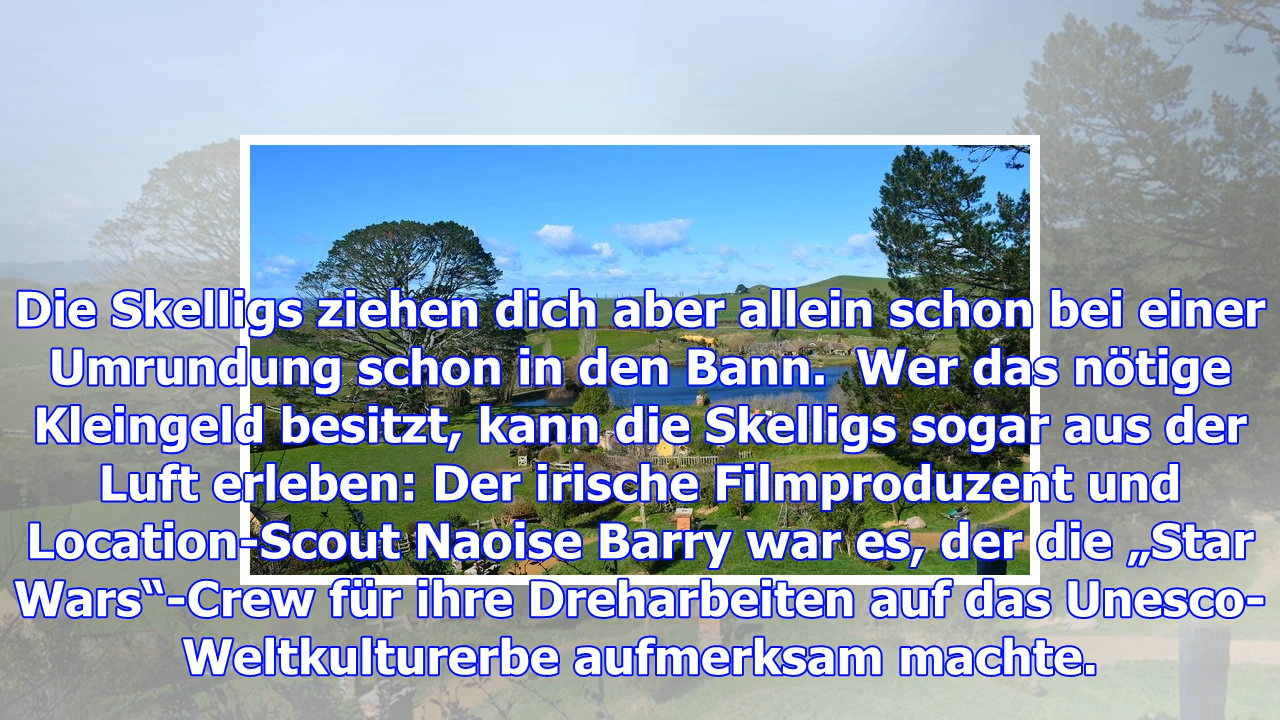 Die Skelligs ziehen dich aber allein schon bei einer
Umrundung schon in den Bann.  Wer das nötige
Kleingeld besitzt, kann die Skelligs sogar aus der
Luft erleben: Der irische Filmproduzent und
Location-Scout Naoise Barry war es, der die „Star
Wars“-Crew für ihre Dreharbeiten auf das Unesco-
Weltkulturerbe aufmerksam machte.